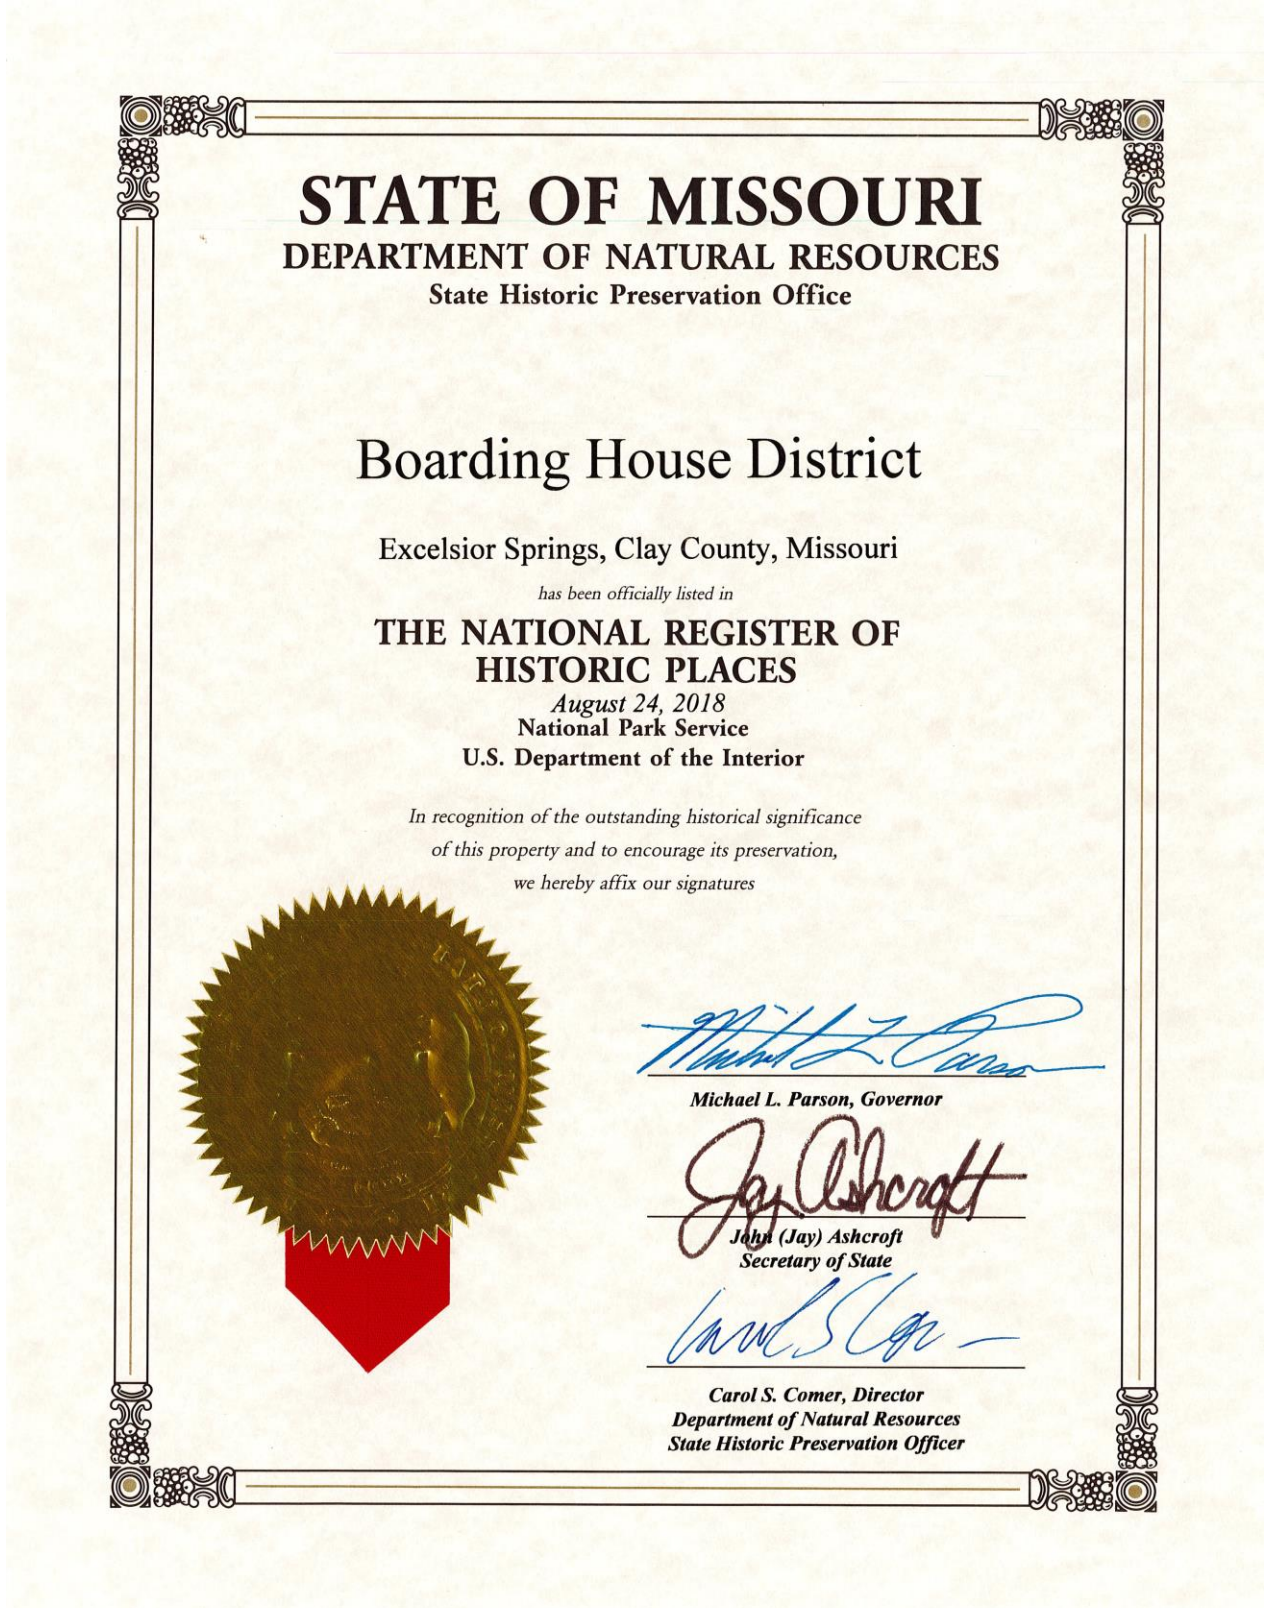 STATE OF MISSOURI
DEPARTMENT OF NATURAL RESOURCES
State Historic Preservation Office
Boarding House District
Excelsior Springs, Clay County, Missouri
has been officially listed in
THE NATIONAL REGISTER OF
HISTORIC PLACES
August 24, 2018
National Park Service
U.S. Department of the Interior
In recognition of the outstanding historical significance
of this property and to encourage its preservation,
we hereby affix our signatures
Michael L Parson
Michael L. Parson, Governor
Jay Ashcroft
John (Jay) Ashcroft
Secretary of State
Carol S Comer
Carol S. Comer, Director
Department of Natural Resources
State Historic Preservation Officer